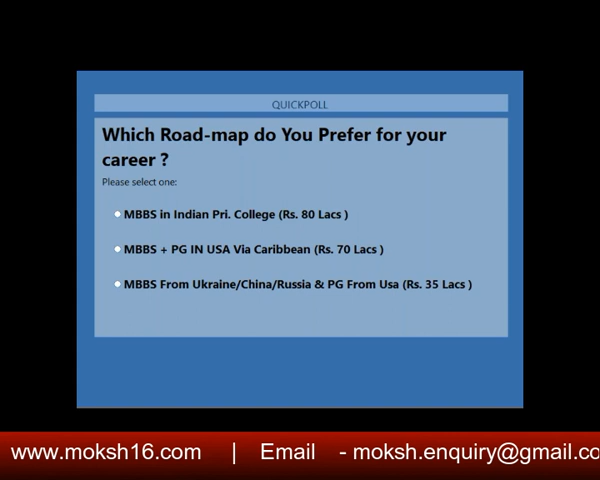 QUICKPOLL
Which Road-map do You Prefer for your
career ?
Please select one:
MBBS in Indian Pri. College (Rs. 80 Lacs )
MBBS + PG IN USA Via Caribbean (Rs. 70 Lacs )
MBBS From Ukraine/China/Russia & PG From Usa (Rs. 35 Lacs )
www.moksh16.com | Email - moksh.enquiry@gmail.co